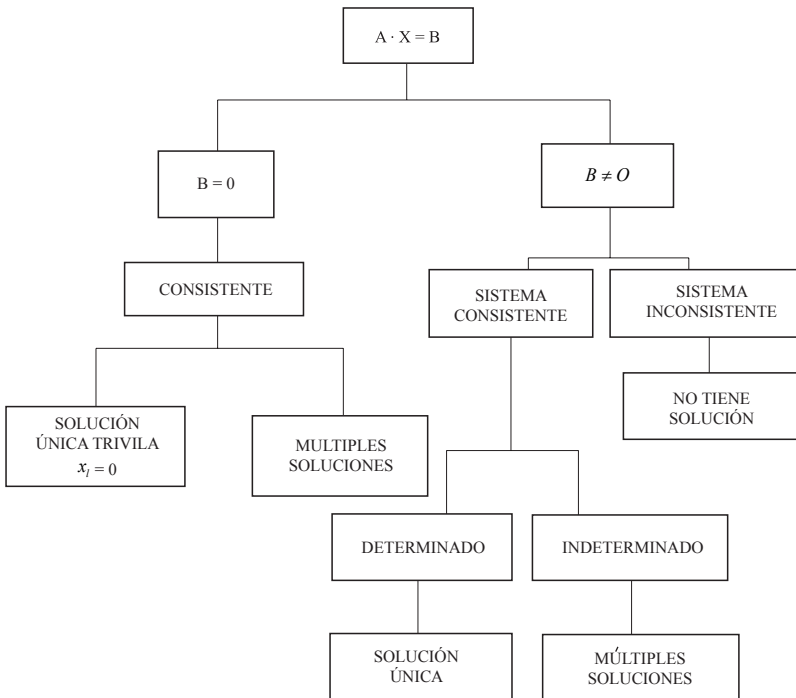 A · X = B
B = 0
B ≠ O
CONSISTENTE
SISTEMA
CONSISTENTE
SISTEMA
INCONSISTENTE
SOLUCIÓN
ÚNICA TRIVILA
x_l = 0
MULTIPLES
SOLUCIONES
NO TIENE
SOLUCIÓN
DETERMINADO
INDETERMINADO
SOLUCIÓN
ÚNICA
MÚLTIPLES
SOLUCIONES